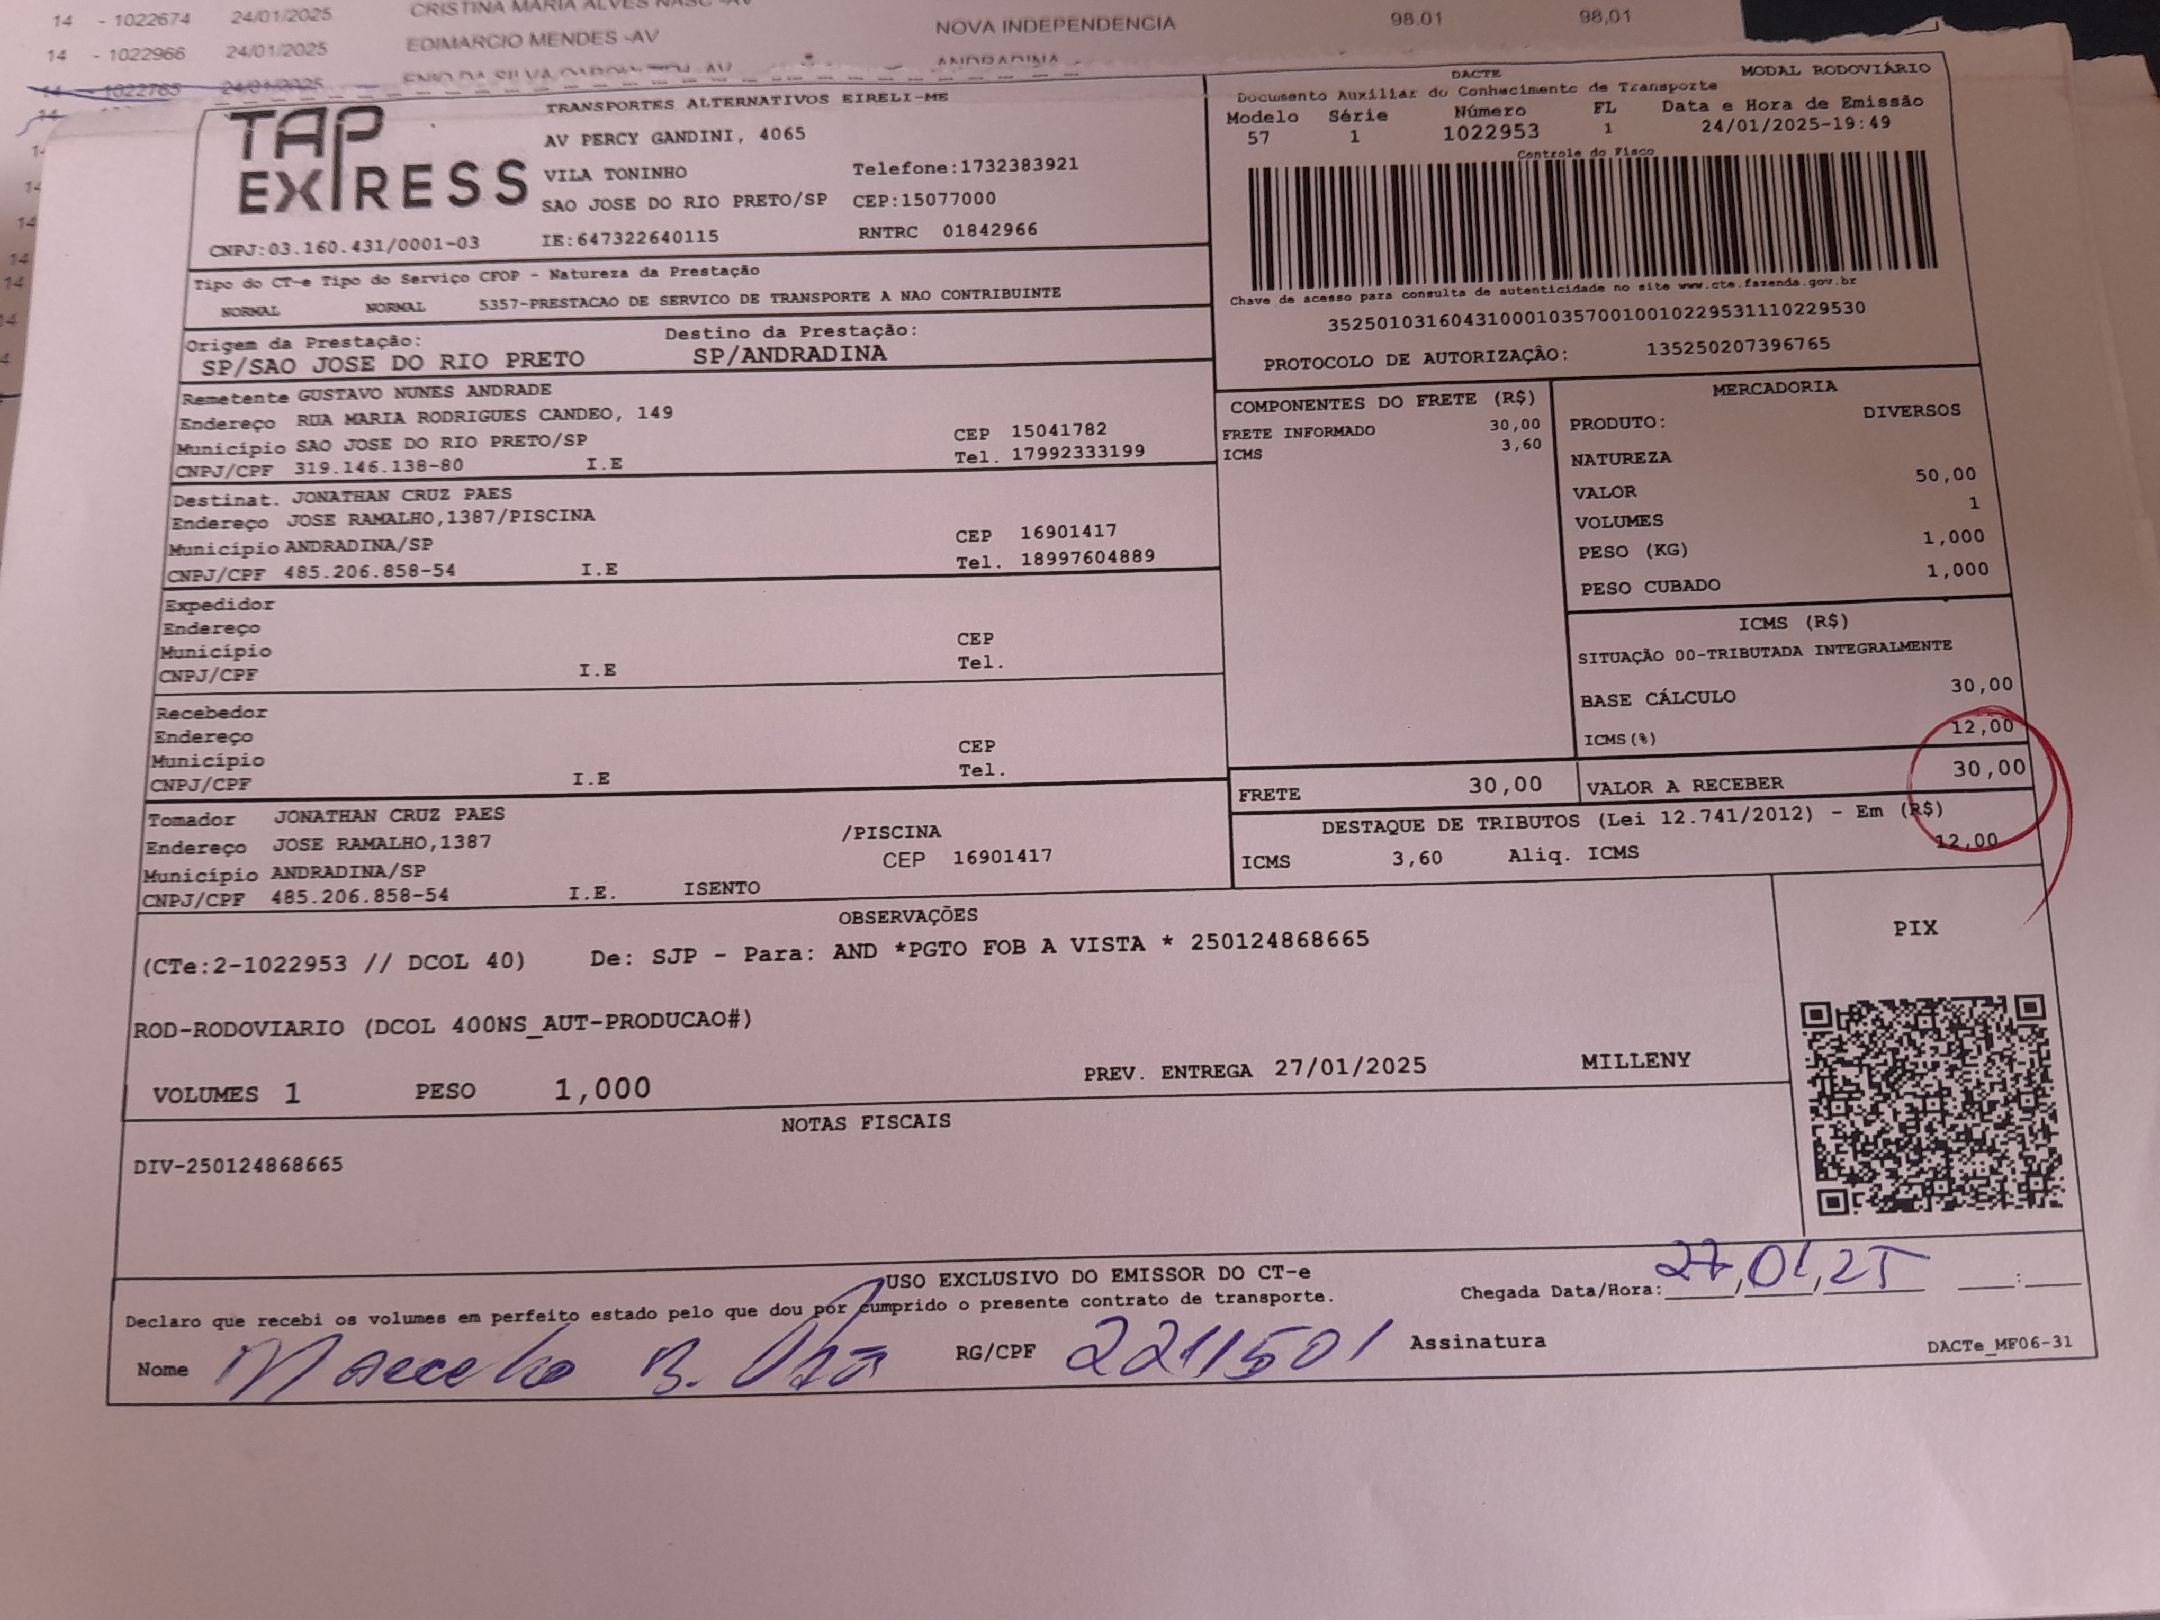 14 - 1022674 24/01/2025 CRISTINA MARIA ALVES NASC -AV NOVA INDEPENDENCIA 98.01 98,01
14 - 1022966 24/01/2025 EDIMARCIO MENDES -AV ANDRADINA
14 - 1022765 24/01/2025 ENIO DA SILVA
TAP EXPRESS
TRANSPORTES ALTERNATIVOS EIRELI-ME
AV PERCY GANDINI, 4065
VILA TONINHO Telefone:1732383921
SAO JOSE DO RIO PRETO/SP CEP:15077000
CNPJ:03.160.431/0001-03 IE:647322640115 RNTRC 01842966
DACTE MODAL RODOVIÁRIO
Documento Auxiliar do Conhecimento de Transporte
Modelo Série Número FL Data e Hora de Emissão
57 1 1022953 1 24/01/2025-19:49
Controle do Fisco
Chave de acesso para consulta de autenticidade no site www.cte.fazenda.gov.br
35250103160431000103570010010229531110229530
PROTOCOLO DE AUTORIZAÇÃO: 135250207396765
Tipo do CT-e Tipo do Serviço CFOP - Natureza da Prestação
NORMAL NORMAL 5357-PRESTACAO DE SERVICO DE TRANSPORTE A NAO CONTRIBUINTE
Origem da Prestação: Destino da Prestação:
SP/SAO JOSE DO RIO PRETO SP/ANDRADINA
Remetente GUSTAVO NUNES ANDRADE
Endereço RUA MARIA RODRIGUES CANDEO, 149
Município SAO JOSE DO RIO PRETO/SP CEP 15041782
CNPJ/CPF 319.146.138-80 I.E Tel. 17992333199
Destinat. JONATHAN CRUZ PAES
Endereço JOSE RAMALHO,1387/PISCINA
Município ANDRADINA/SP CEP 16901417
CNPJ/CPF 485.206.858-54 I.E Tel. 18997604889
Expedidor
Endereço
Município CEP
CNPJ/CPF I.E Tel.
Recebedor
Endereço
Município CEP
CNPJ/CPF I.E Tel.
Tomador JONATHAN CRUZ PAES
Endereço JOSE RAMALHO,1387 /PISCINA
Município ANDRADINA/SP CEP 16901417
CNPJ/CPF 485.206.858-54 I.E. ISENTO
COMPONENTES DO FRETE (R$)
FRETE INFORMADO 30,00
ICMS 3,60
MERCADORIA
PRODUTO: DIVERSOS
NATUREZA
VALOR 50,00
VOLUMES 1
PESO (KG) 1,000
PESO CUBADO 1,000
ICMS (R$)
SITUAÇÃO 00-TRIBUTADA INTEGRALMENTE
BASE CÁLCULO 30,00
ICMS(%) 12,00
FRETE 30,00 VALOR A RECEBER 30,00
DESTAQUE DE TRIBUTOS (Lei 12.741/2012) - Em (R$)
ICMS 3,60 Aliq. ICMS 12,00
OBSERVAÇÕES
(CTe:2-1022953 // DCOL 40) De: SJP - Para: AND *PGTO FOB A VISTA * 250124868665
ROD-RODOVIARIO (DCOL 400NS_AUT-PRODUCAO#)
VOLUMES 1 PESO 1,000 PREV. ENTREGA 27/01/2025 MILLENY
PIX
NOTAS FISCAIS
DIV-250124868665
USO EXCLUSIVO DO EMISSOR DO CT-e
Declaro que recebi os volumes em perfeito estado pelo que dou por cumprido o presente contrato de transporte.
Chegada Data/Hora: 27,01,25 :
Nome Marcelo B. RG/CPF 2211501 Assinatura
DACTe_MF06-31